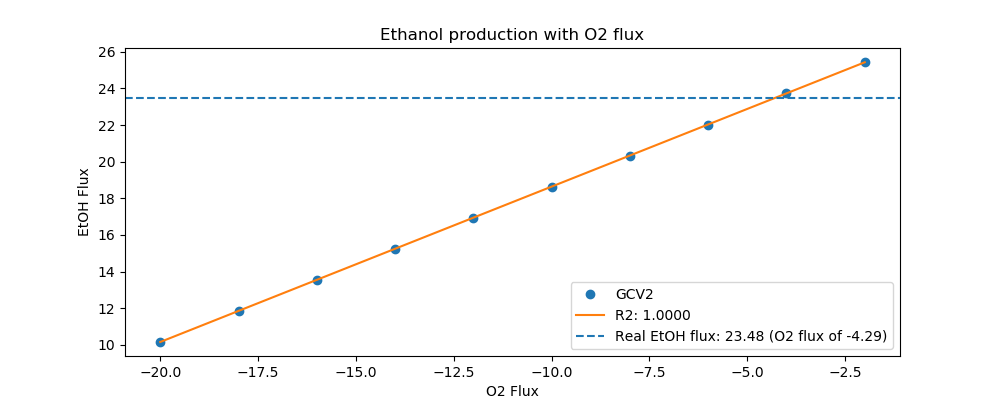 Ethanol production with O2 flux
26
24
22
20
18
16
14
12
10
EtOH Flux
GCV2
R2: 1.0000
Real EtOH flux: 23.48 (O2 flux of -4.29)
−20.0 −17.5 −15.0 −12.5 −10.0 −7.5 −5.0 −2.5
O2 Flux